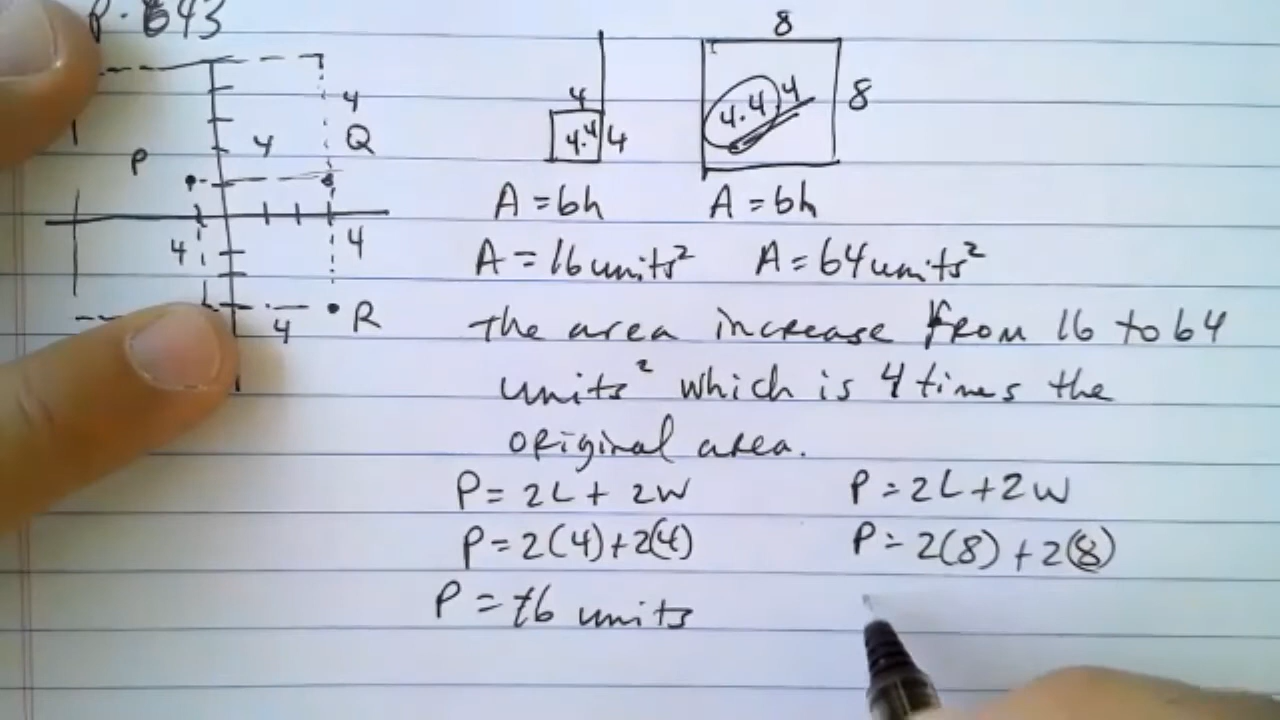 P. 643
4
Q
P
4
4
4
4
R
4
4.4
4
8
4.4
4
8
A = bh
A = bh
A = 16 units²
A = 64 units²
The area increase from 16 to 64
units² which is 4 times the
original area.
P = 2L + 2W
P = 2L + 2W
P = 2(4) + 2(4)
P = 2(8) + 2(8)
P = 16 units